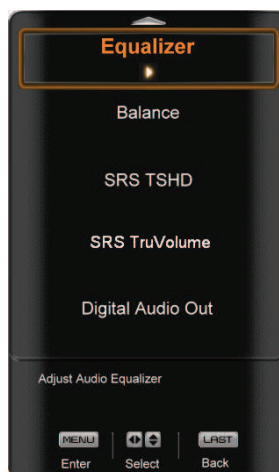 Equalizer
Balance
SRS TSHD
SRS TruVolume
Digital Audio Out
Adjust Audio Equalizer
MENU LAST
Enter Select Back